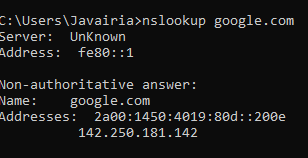 C:\Users\Javairia>nslookup google.com
Server:  UnKnown
Address:  fe80::1

Non-authoritative answer:
Name:    google.com
Addresses:  2a00:1450:4019:80d::200e
          142.250.181.142